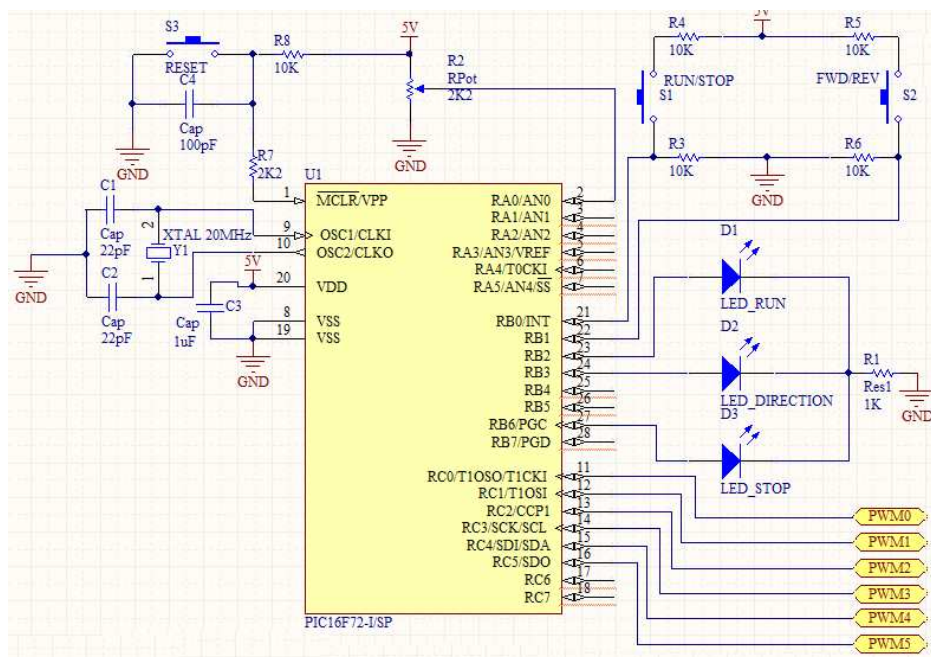 S3
RESET
C4
Cap
100pF
GND
R8
10K
5V
R2
RPot
2K2
GND
R7
2K2
R4
10K
5V
R5
10K
RUN/STOP
S1
FWD/REV
S2
R3
10K
R6
10K
GND
C1
Cap
22pF
2
XTAL 20MHz
Y1
1
C2
Cap
22pF
GND
5V
C3
Cap
1uF
GND
U1
1 MCLR/VPP
9 OSC1/CLKI
10 OSC2/CLKO
20 VDD
8 VSS
19 VSS
RA0/AN0 2
RA1/AN1 3
RA2/AN2 4
RA3/AN3/VREF 5
RA4/T0CKI 6
RA5/AN4/SS 7
RB0/INT 21
RB1 22
RB2 23
RB3 24
RB4 25
RB5 26
RB6/PGC 27
RB7/PGD 28
RC0/T1OSO/T1CKI 11
RC1/T1OSI 12
RC2/CCP1 13
RC3/SCK/SCL 14
RC4/SDI/SDA 15
RC5/SDO 16
RC6 17
RC7 18
PIC16F72-I/SP
D1
LED_RUN
D2
LED_DIRECTION
D3
LED_STOP
R1
Res1
1K
GND
PWM0
PWM1
PWM2
PWM3
PWM4
PWM5